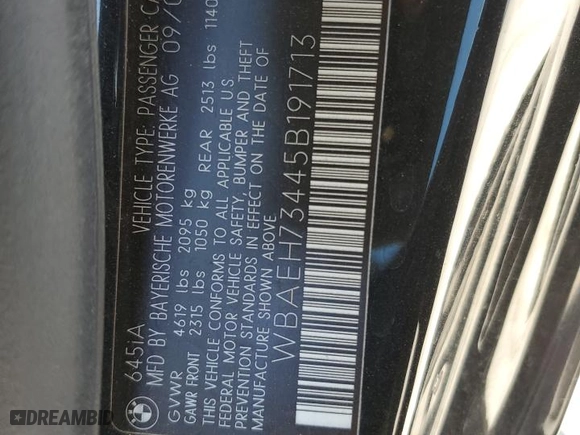 645iA
VEHICLE TYPE: PASSENGER
MFD BY BAYERISCHE MOTORENWERKE AG
GVWR 4619 lbs 2095 kg
GAWR FRONT 2315 lbs 1050 kg REAR 2513 lbs
THIS VEHICLE CONFORMS TO ALL APPLICABLE U.S.
FEDERAL MOTOR VEHICLE SAFETY, BUMPER AND THEFT
PREVENTION STANDARDS IN EFFECT ON THE DATE OF
MANUFACTURE SHOWN ABOVE.
WBAEH73445B191713
DREAMBID